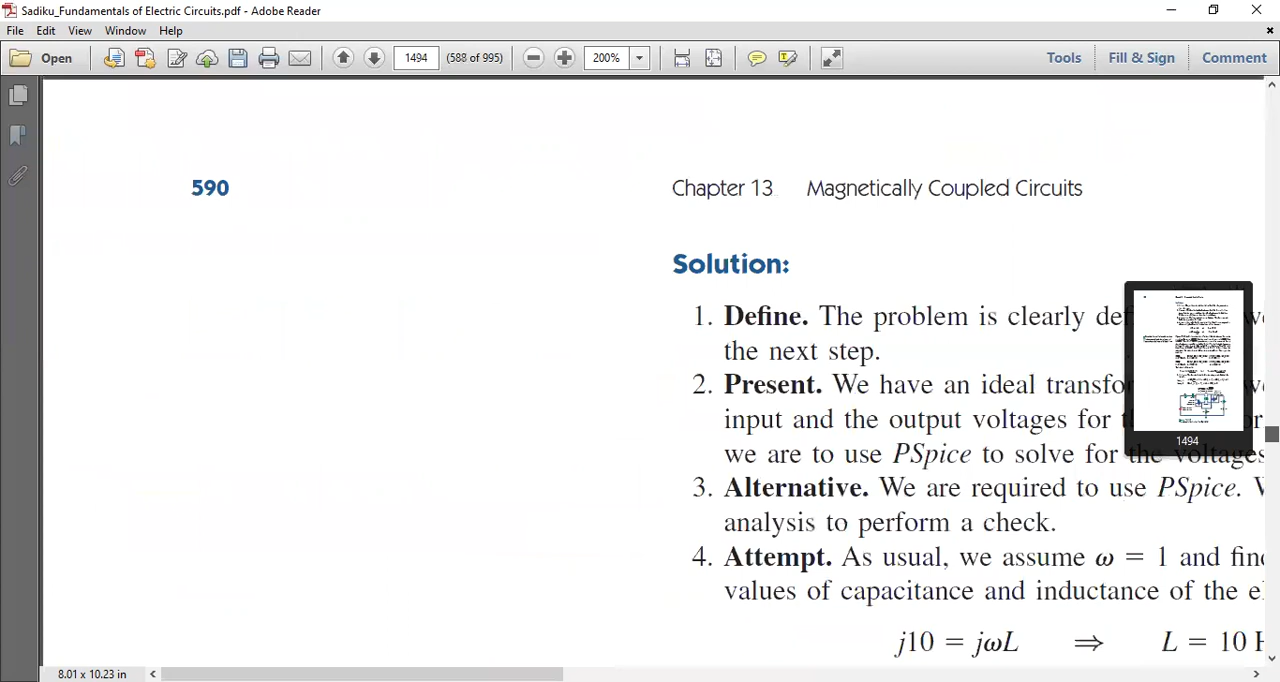 Sadiku_Fundamentals of Electric Circuits.pdf - Adobe Reader
File Edit View Window Help
Open 1494 (588 of 995) 200% Tools Fill & Sign Comment
590 Chapter 13 Magnetically Coupled Circuits
Solution:
1. Define. The problem is clearly def
the next step.
2. Present. We have an ideal transfo
input and the output voltages for
we are to use PSpice to solve for the voltages
3. Alternative. We are required to use PSpice.
analysis to perform a check.
4. Attempt. As usual, we assume ω = 1 and find
values of capacitance and inductance of the el
j10 = jωL ⇒ L = 10 H
1494
8.01 x 10.23 in